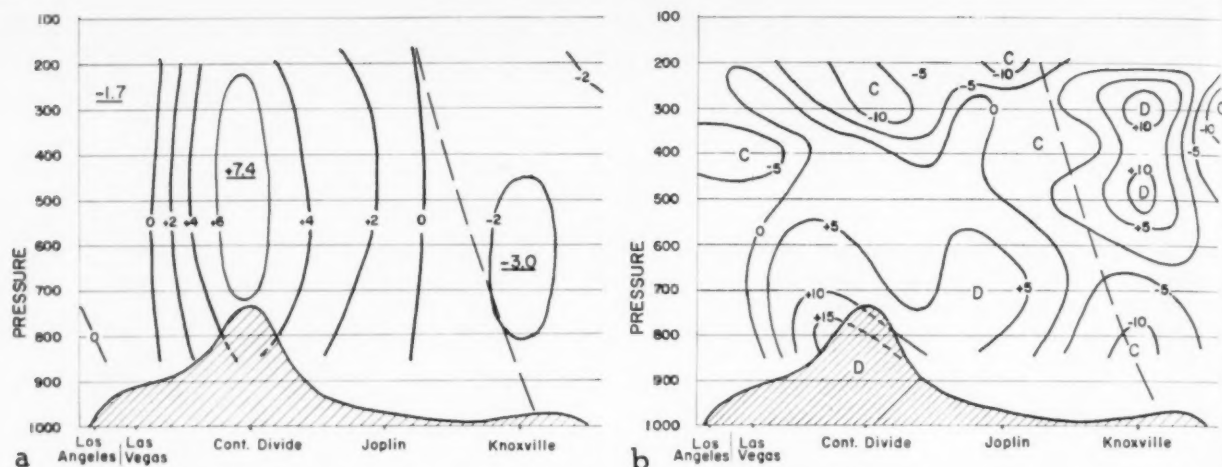 100
200
300
400
500
600
700
800
900
1000
PRESSURE
-1.7
+7.4
-3.0
-2
0 +2 +4 +6 +4 +2 0 -2
0
Los Angeles
Las Vegas
Cont. Divide
Joplin
Knoxville
a
100
200
300
400
500
600
700
800
900
1000
PRESSURE
C
-5
C
-10
-5
C
-10
-5
0
C
D
+10
+10
D
+5
-5
-10
0
+5
+10
+15
D
D
+5
-5
-10
C
Los Angeles
Las Vegas
Cont. Divide
Joplin
Knoxville
b